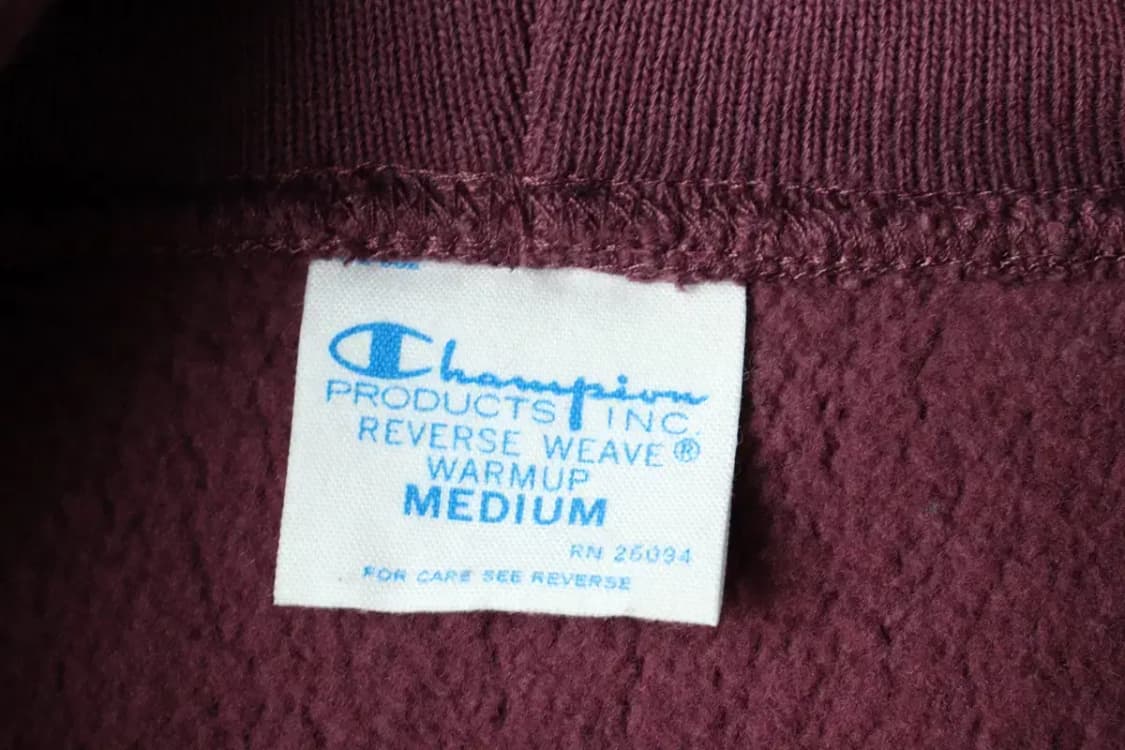 Champion
PRODUCTS INC.
REVERSE WEAVE®
WARMUP
MEDIUM
RN 26094
FOR CARE SEE REVERSE